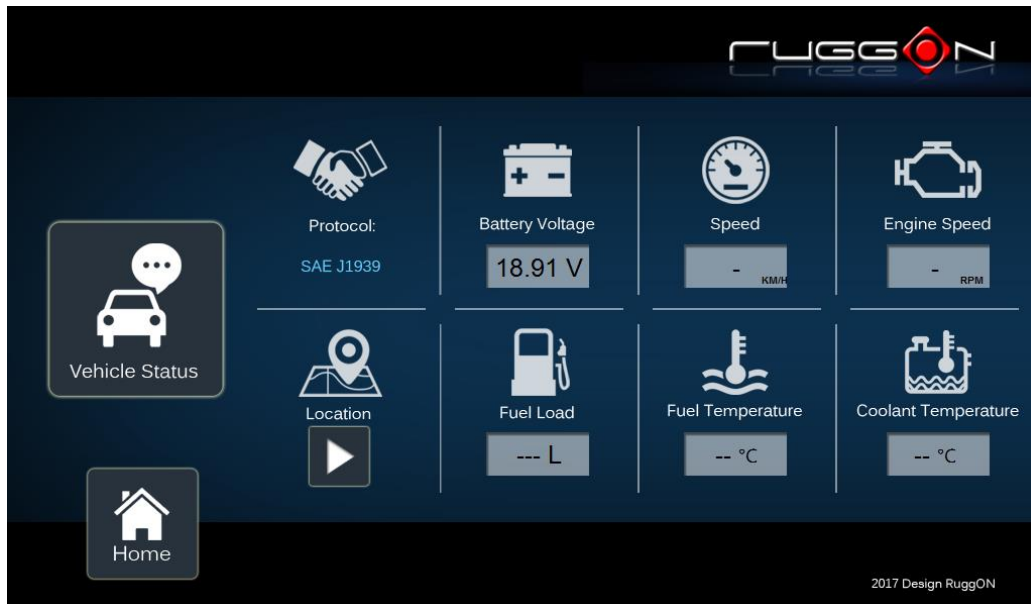 ruggON
Protocol:
SAE J1939
Battery Voltage
18.91 V
Speed
- KM/H
Engine Speed
- RPM
Vehicle Status
Location
Fuel Load
--- L
Fuel Temperature
-- °C
Coolant Temperature
-- °C
Home
2017 Design RuggON